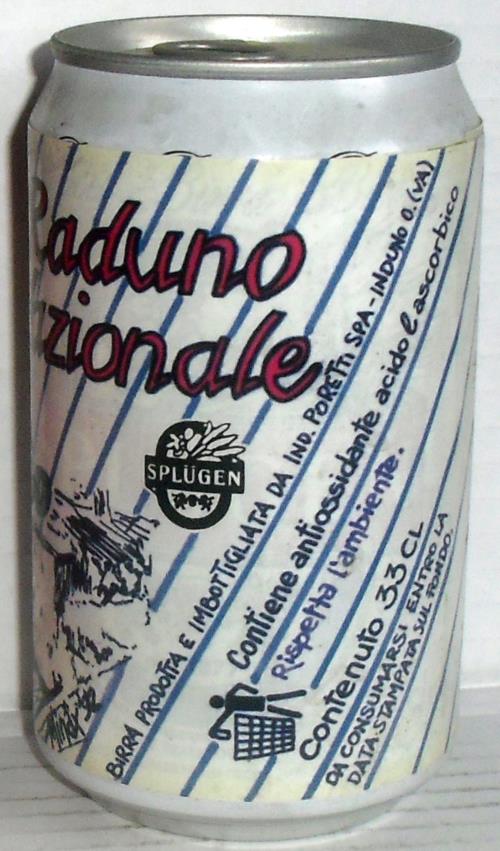 Raduno
zionale
SPLÜGEN
BIRRA PRODOTTA E IMBOTTIGLIATA DA IND. PORETTI SPA - INDUNO O. (VA)
Contiene antiossidante acido l-ascorbico
Rispetta l'ambiente.
Contenuto 33 CL
DA CONSUMARSI ENTRO LA
DATA STAMPATA SUL FONDO.